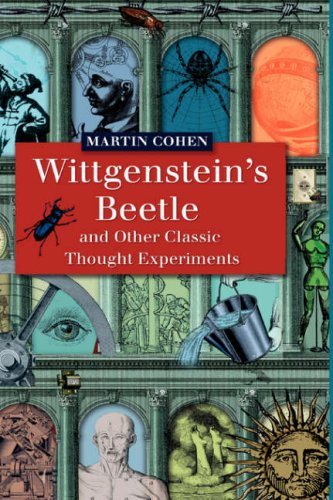 MARTIN COHEN
Wittgenstein's
Beetle
and Other Classic
Thought Experiments